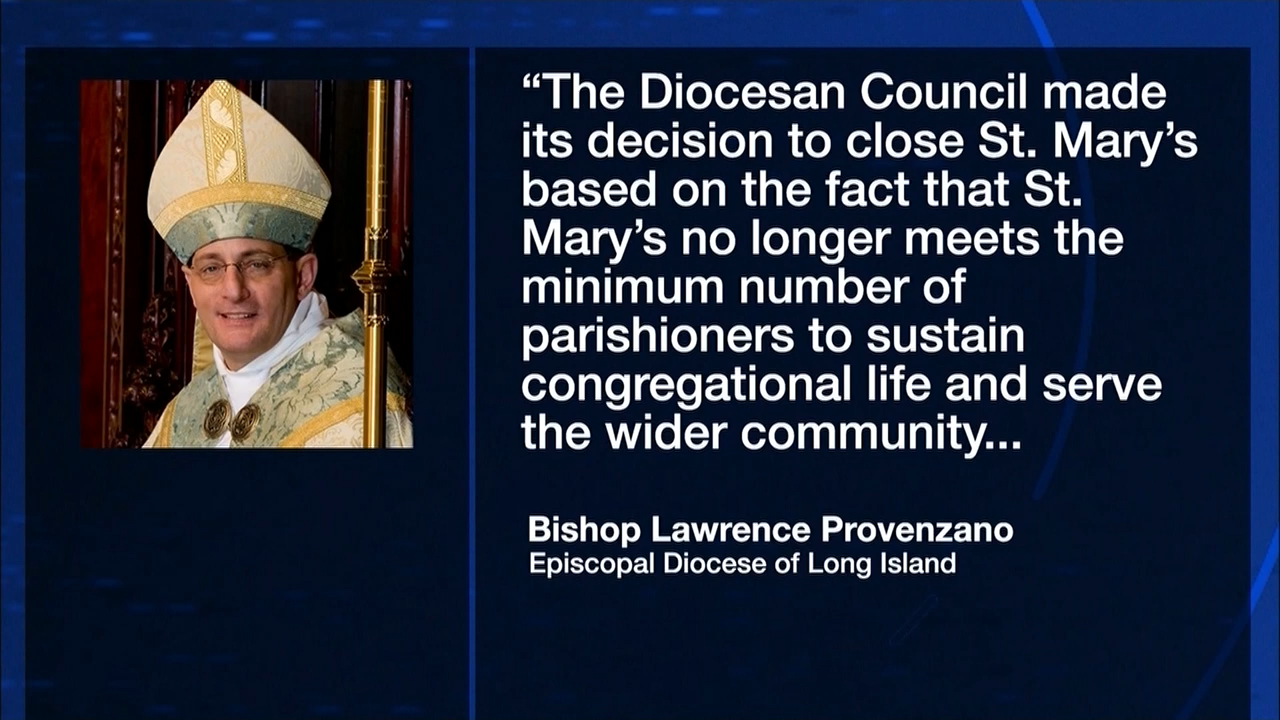 “The Diocesan Council made
its decision to close St. Mary’s
based on the fact that St.
Mary’s no longer meets the
minimum number of
parishioners to sustain
congregational life and serve
the wider community...
Bishop Lawrence Provenzano
Episcopal Diocese of Long Island